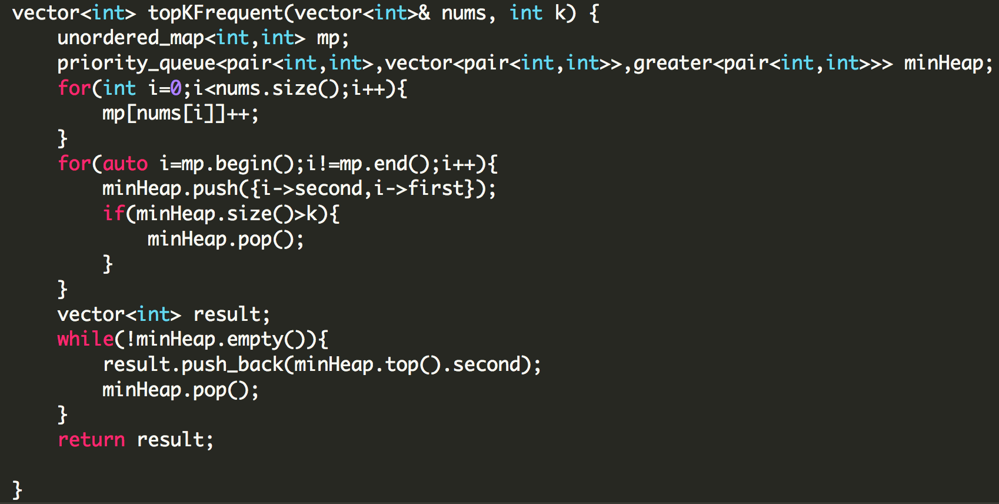 vector<int> topKFrequent(vector<int>& nums, int k) {
    unordered_map<int,int> mp;
    priority_queue<pair<int,int>,vector<pair<int,int>>,greater<pair<int,int>>> minHeap;
    for(int i=0;i<nums.size();i++){
        mp[nums[i]]++;
    }
    for(auto i=mp.begin();i!=mp.end();i++){
        minHeap.push({i->second,i->first});
        if(minHeap.size()>k){
            minHeap.pop();
        }
    }
    vector<int> result;
    while(!minHeap.empty()){
        result.push_back(minHeap.top().second);
        minHeap.pop();
    }
    return result;

}